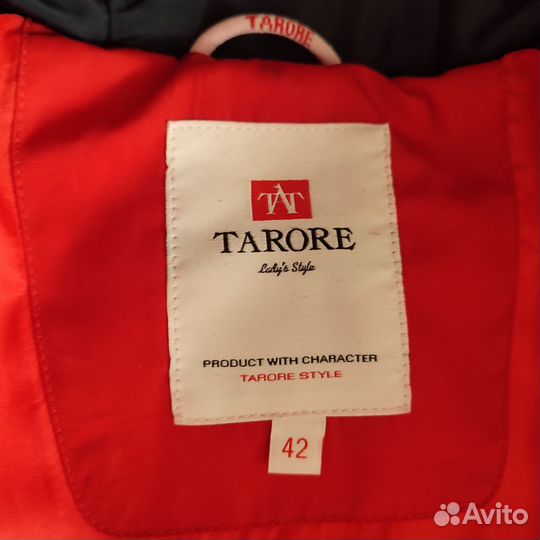 TARORE
TAT
TARORE
Lady's Style
PRODUCT WITH CHARACTER
TARORE STYLE
42
Avito